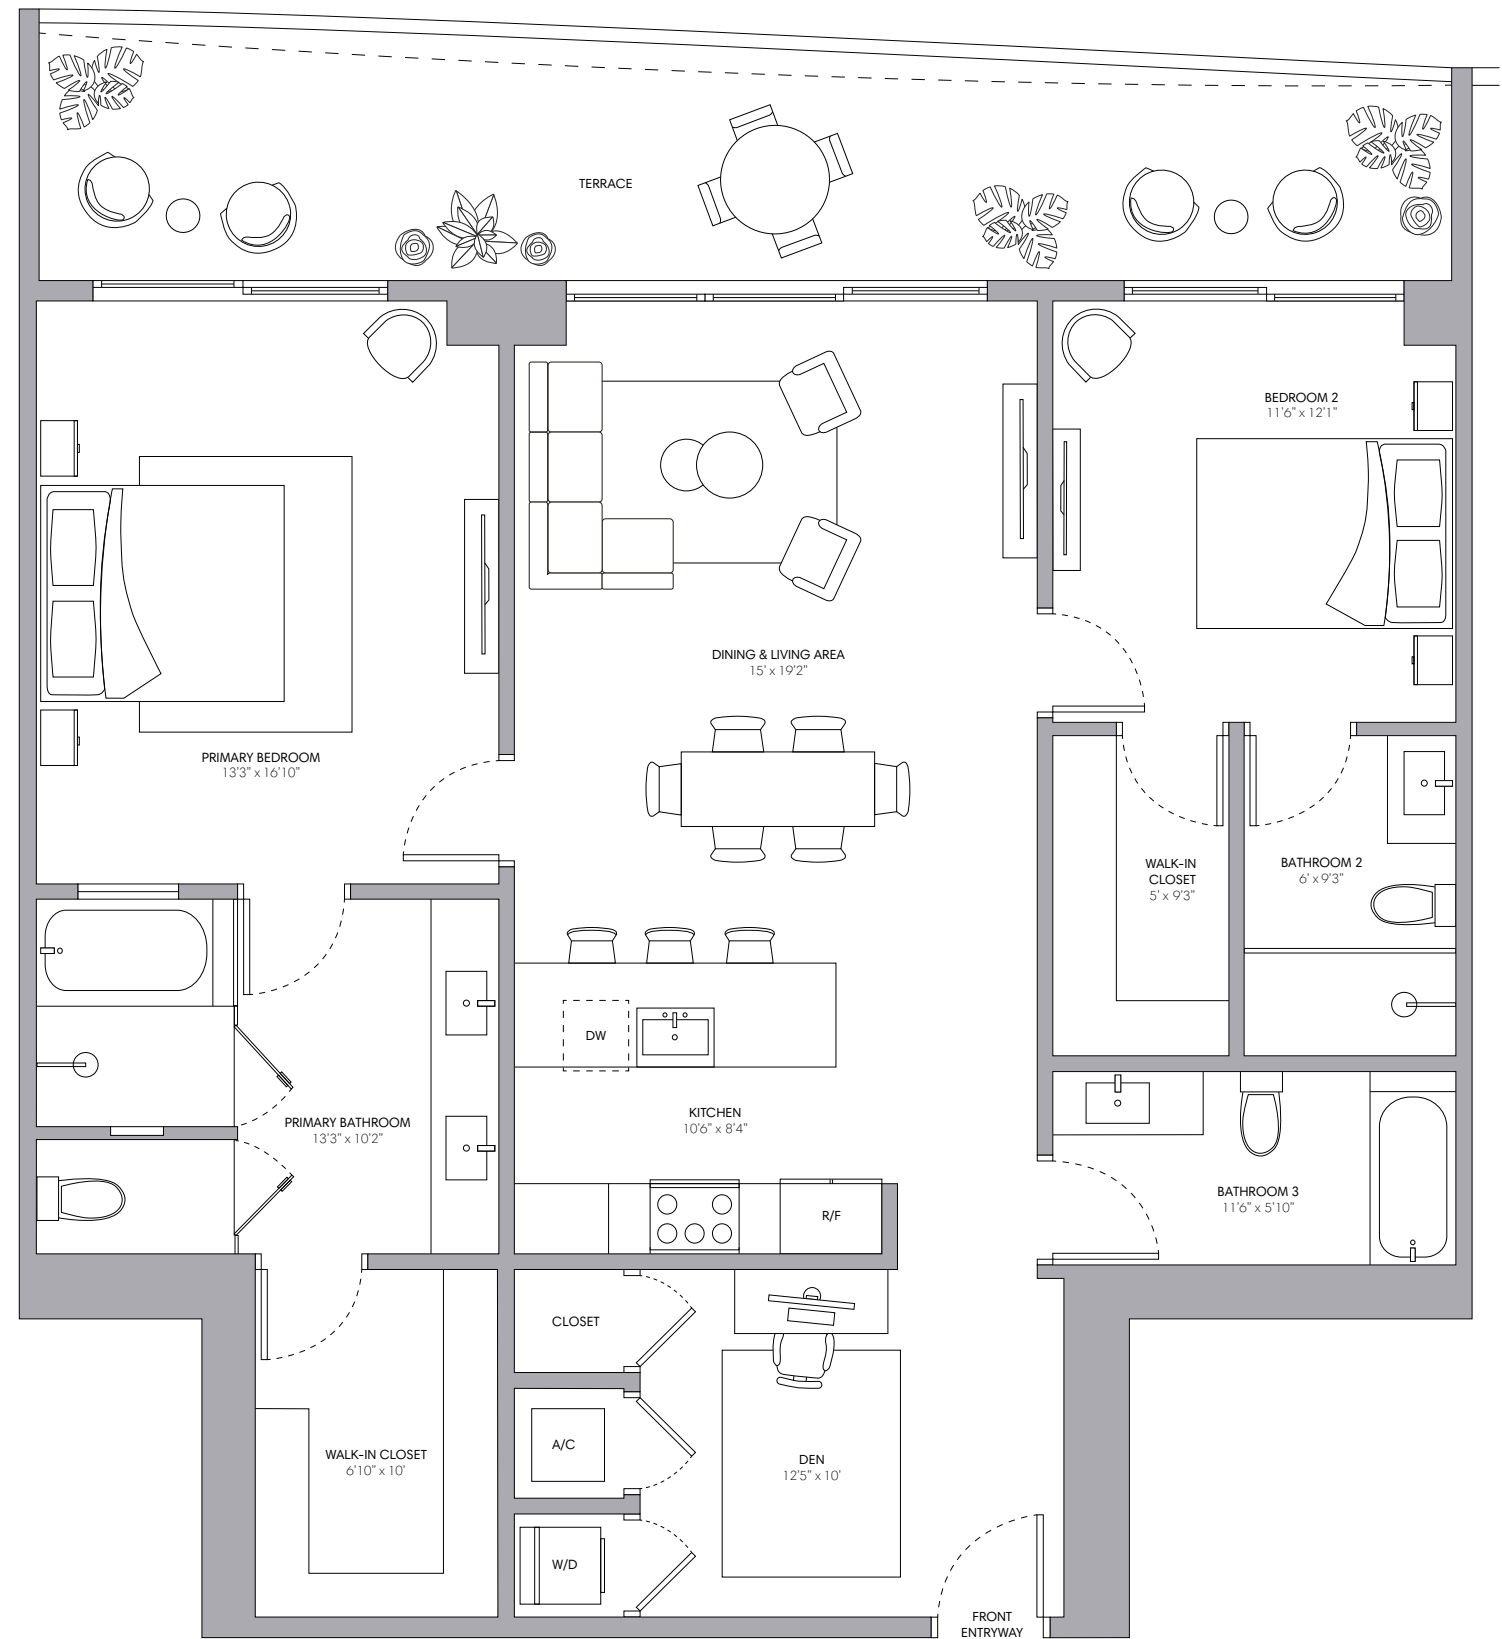 TERRACE
BEDROOM 2
11'6" x 12'1"
DINING & LIVING AREA
15' x 19'2"
PRIMARY BEDROOM
13'3" x 16'10"
WALK-IN
CLOSET
5' x 9'3"
BATHROOM 2
6' x 9'3"
DW
KITCHEN
10'6" x 8'4"
PRIMARY BATHROOM
13'3" x 10'2"
BATHROOM 3
11'6" x 5'10"
R/F
CLOSET
A/C
WALK-IN CLOSET
6'10" x 10'
DEN
12'5" x 10'
W/D
FRONT
ENTRYWAY